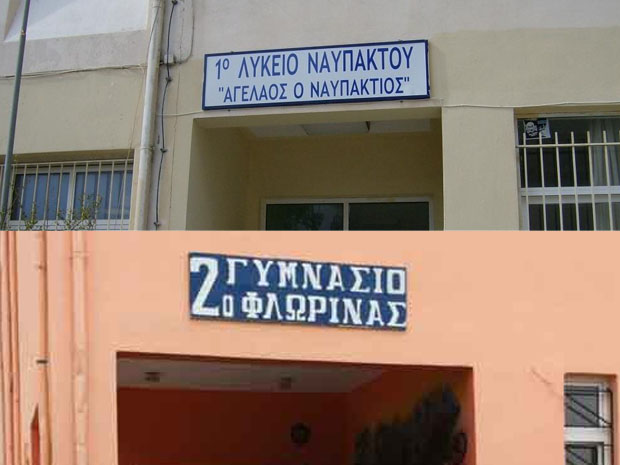 1ο ΛΥΚΕΙΟ ΝΑΥΠΑΚΤΟΥ
"ΑΓΕΛΑΟΣ Ο ΝΑΥΠΑΚΤΙΟΣ"
2ο ΓΥΜΝΑΣΙΟ
ΦΛΩΡΙΝΑΣ